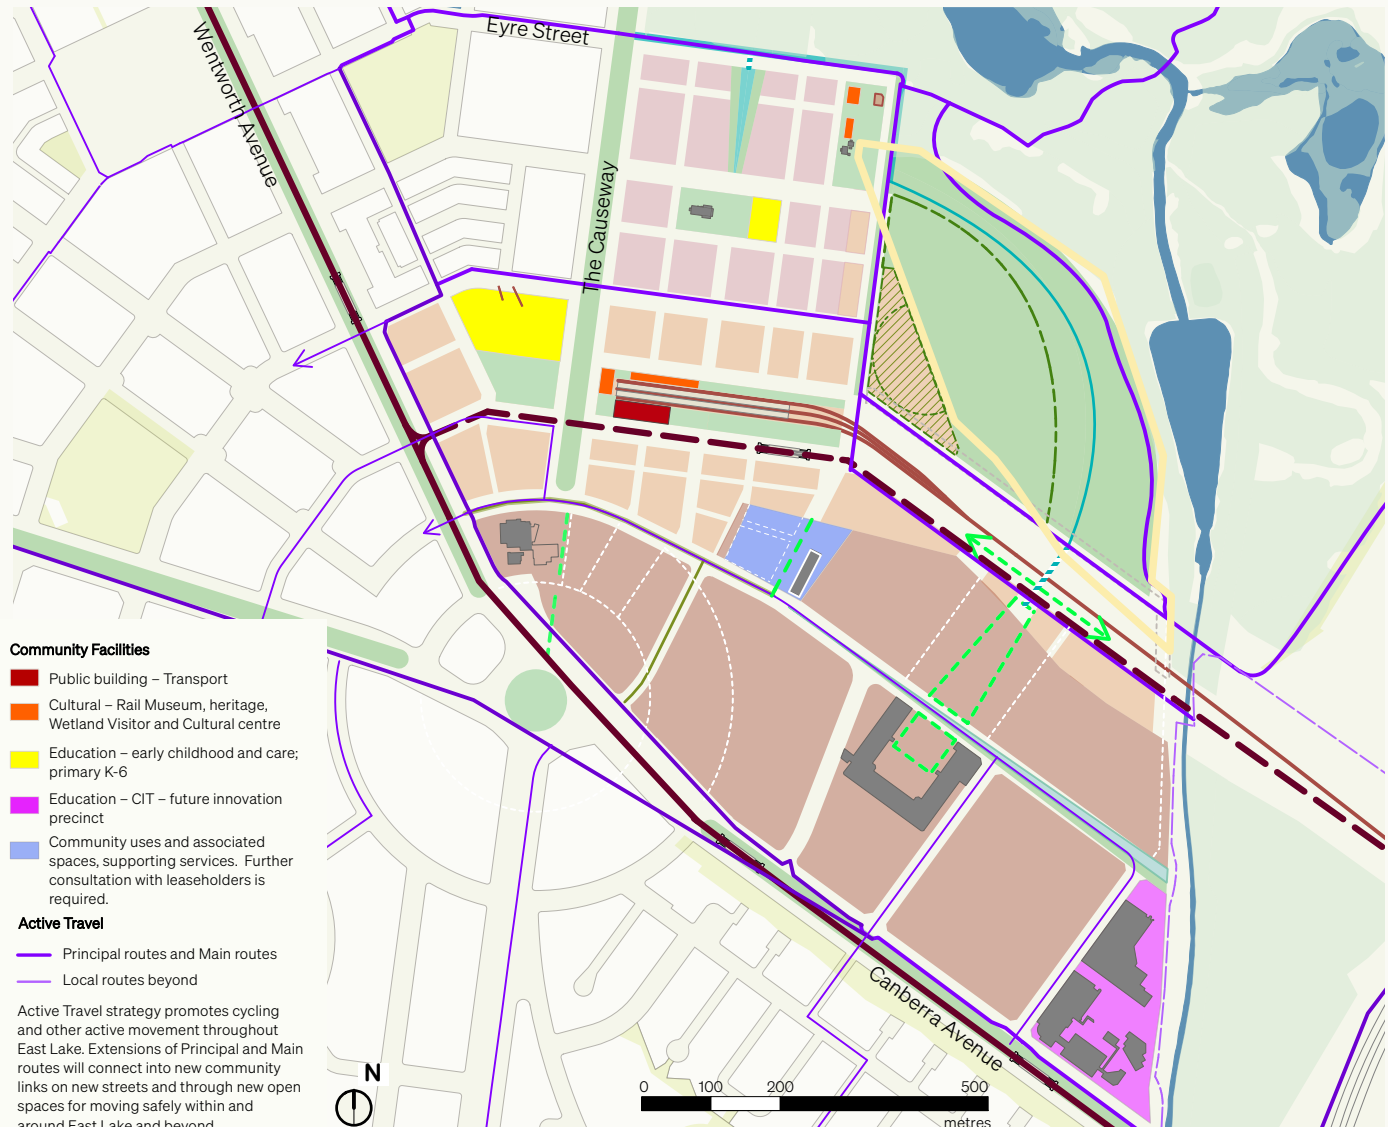 Eyre Street
Wentworth Avenue
The Causeway
Canberra Avenue
Community Facilities
Public building – Transport
Cultural – Rail Museum, heritage,
Wetland Visitor and Cultural centre
Education – early childhood and care;
primary K-6
Education – CIT – future innovation
precinct
Community uses and associated
spaces, supporting services.  Further
consultation with leaseholders is
required.
Active Travel
Principal routes and Main routes
Local routes beyond
Active Travel strategy promotes cycling
and other active movement throughout
East Lake. Extensions of Principal and Main
routes will connect into new community
links on new streets and through new open
spaces for moving safely within and
around East Lake and beyond
N
0 100 200 500
metres